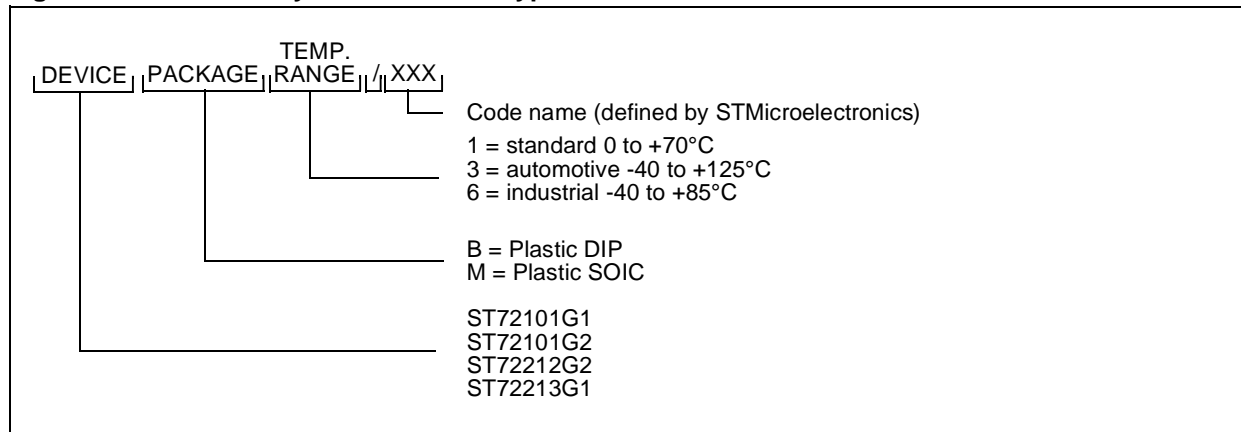 TEMP.
DEVICE PACKAGE RANGE / XXX
Code name (defined by STMicroelectronics)
1 = standard 0 to +70°C
3 = automotive -40 to +125°C
6 = industrial -40 to +85°C
B = Plastic DIP
M = Plastic SOIC
ST72101G1
ST72101G2
ST72212G2
ST72213G1